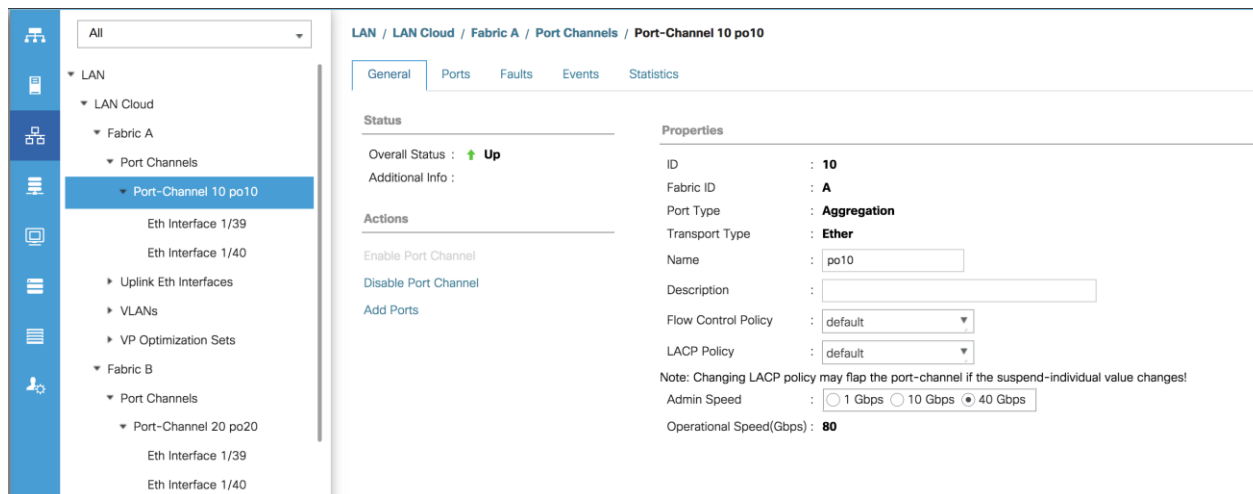 All
LAN
LAN Cloud
Fabric A
Port Channels
Port-Channel 10 po10
Eth Interface 1/39
Eth Interface 1/40
Uplink Eth Interfaces
VLANs
VP Optimization Sets
Fabric B
Port Channels
Port-Channel 20 po20
Eth Interface 1/39
Eth Interface 1/40
LAN / LAN Cloud / Fabric A / Port Channels / Port-Channel 10 po10
General Ports Faults Events Statistics
Status
Overall Status : Up
Additional Info :
Actions
Enable Port Channel
Disable Port Channel
Add Ports
Properties
ID : 10
Fabric ID : A
Port Type : Aggregation
Transport Type : Ether
Name : po10
Description :
Flow Control Policy : default
LACP Policy : default
Note: Changing LACP policy may flap the port-channel if the suspend-individual value changes!
Admin Speed : 1 Gbps 10 Gbps 40 Gbps
Operational Speed(Gbps) : 80